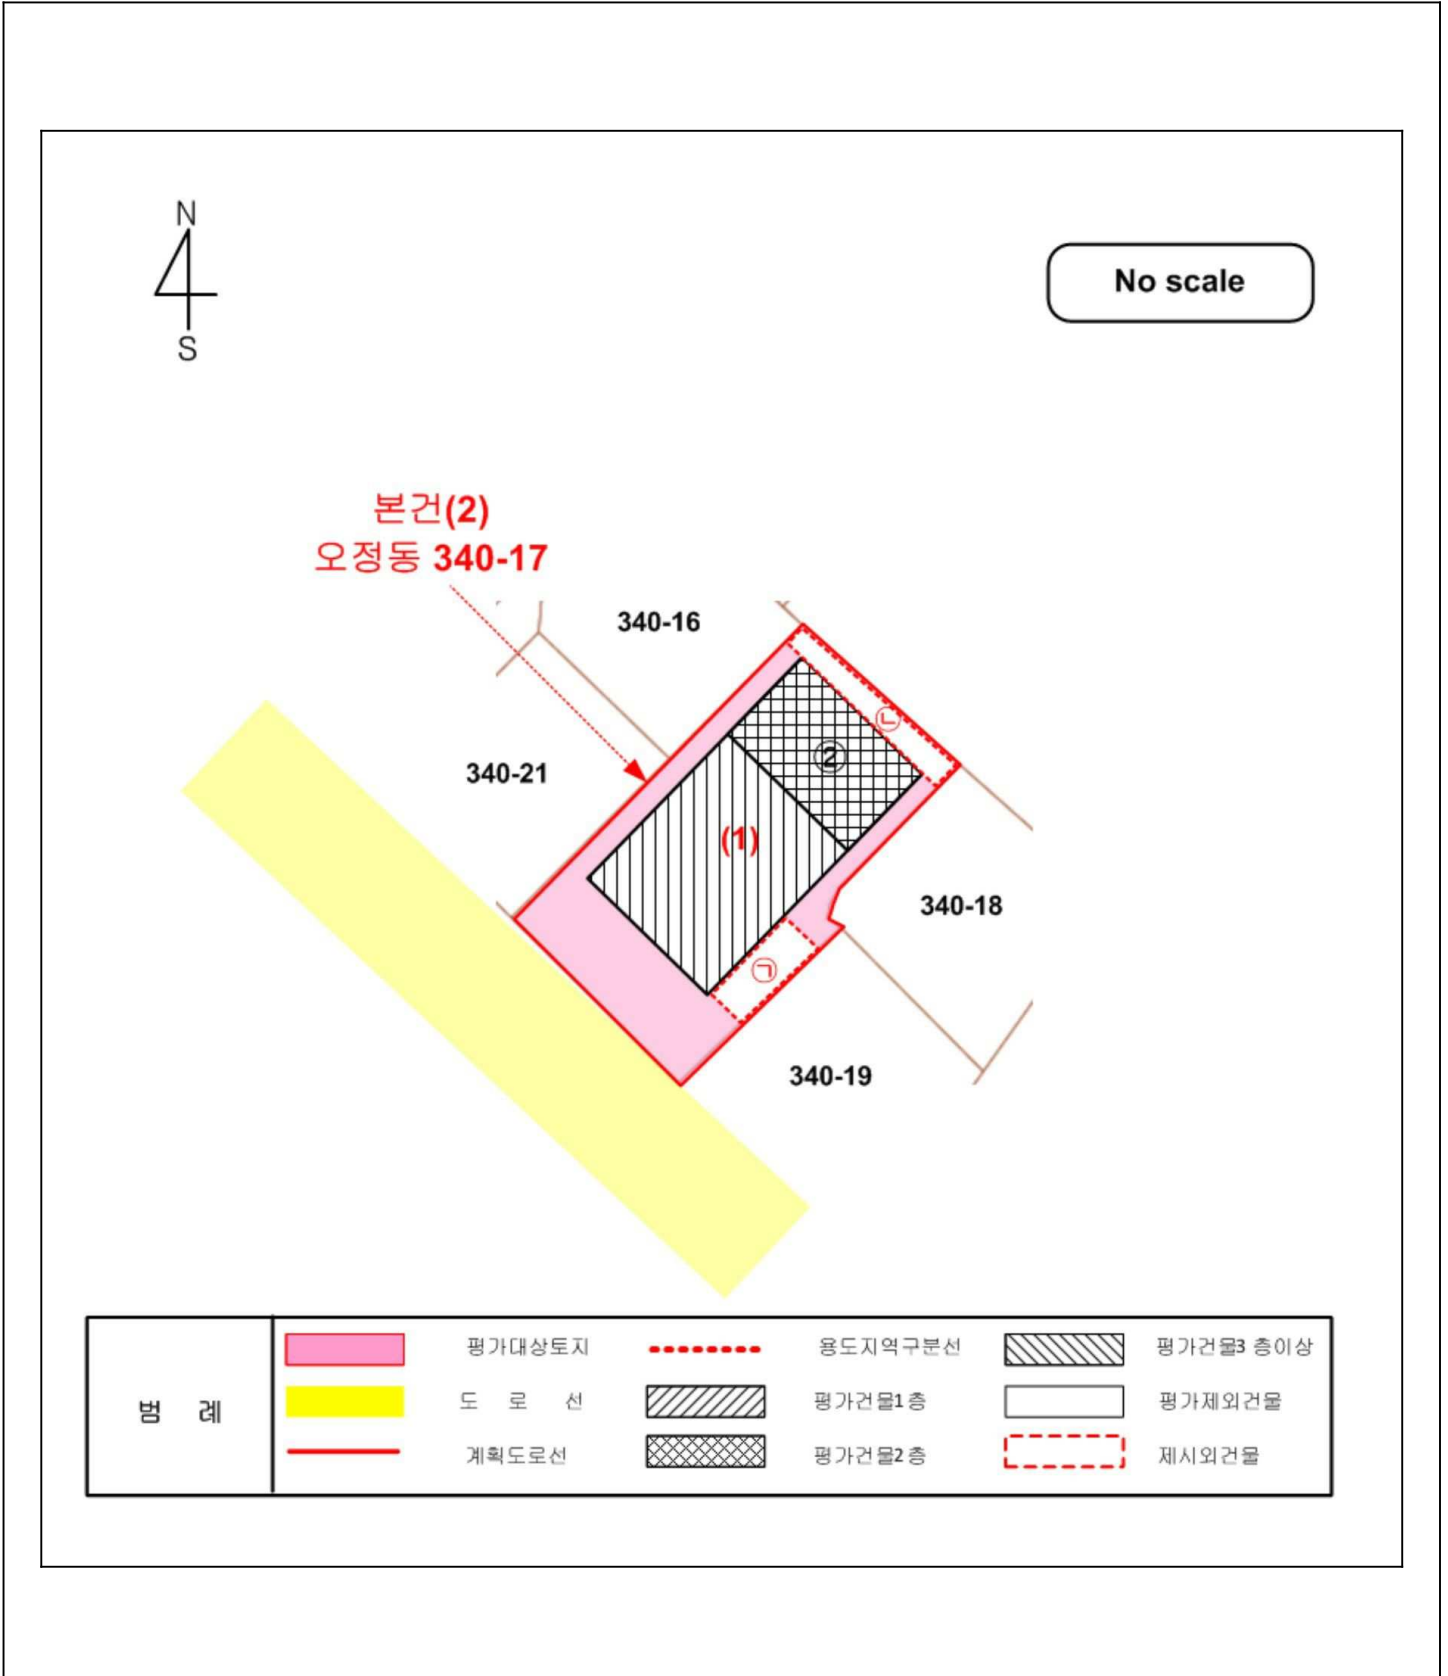 N
S
No scale
본건(2)
오정동 340-17
340-16
340-21
㉡
②
(1)
340-18
㉠
340-19
범 례
평가대상토지
용도지역구분선
평가건물3 층이상
도 로 선
평가건물1 층
평가제외건물
계획도로선
평가건물2 층
제시외건물